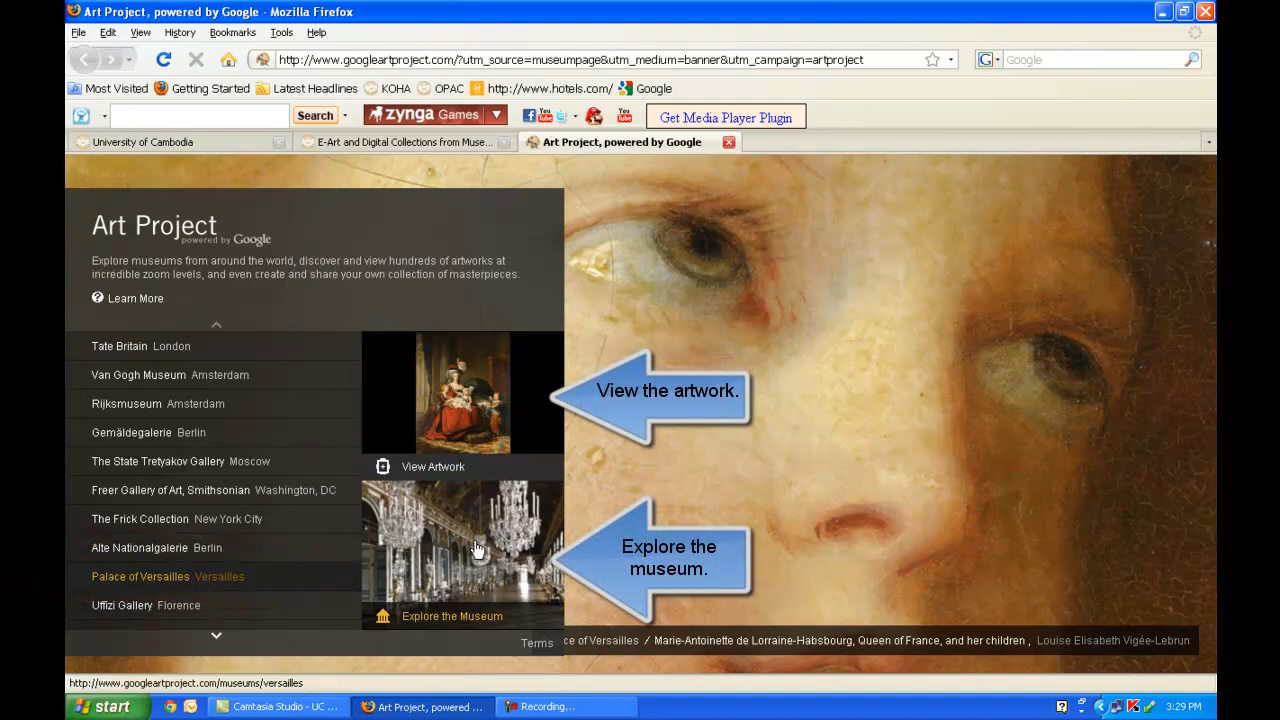 Art Project, powered by Google - Mozilla Firefox
File Edit View History Bookmarks Tools Help
http://www.googleartproject.com/?utm_source=museumpage&utm_medium=banner&utm_campaign=artproject
Google
Most Visited Getting Started Latest Headlines KOHA OPAC http://www.hotels.com/ Google
Search zynga Games You Tube You Tube Get Media Player Plugin
University of Cambodia E-Art and Digital Collections from Muse... Art Project, powered by Google
Art Project
powered by Google
Explore museums from around the world, discover and view hundreds of artworks at
incredible zoom levels, and even create and share your own collection of masterpieces.
Learn More
Tate Britain London
Van Gogh Museum Amsterdam
Rijksmuseum Amsterdam
Gemäldegalerie Berlin
The State Tretyakov Gallery Moscow
Freer Gallery of Art, Smithsonian Washington, DC
The Frick Collection New York City
Alte Nationalgalerie Berlin
Palace of Versailles Versailles
Uffizi Gallery Florence
View Artwork
Explore the Museum
View the artwork.
Explore the
museum.
Terms
ce of Versailles / Marie-Antoinette de Lorraine-Habsbourg, Queen of France, and her children , Louise Elisabeth Vigée-Lebrun
http://www.googleartproject.com/museums/versailles
start Camtasia Studio - UC ... Art Project, powered ... Recording... 3:29 PM